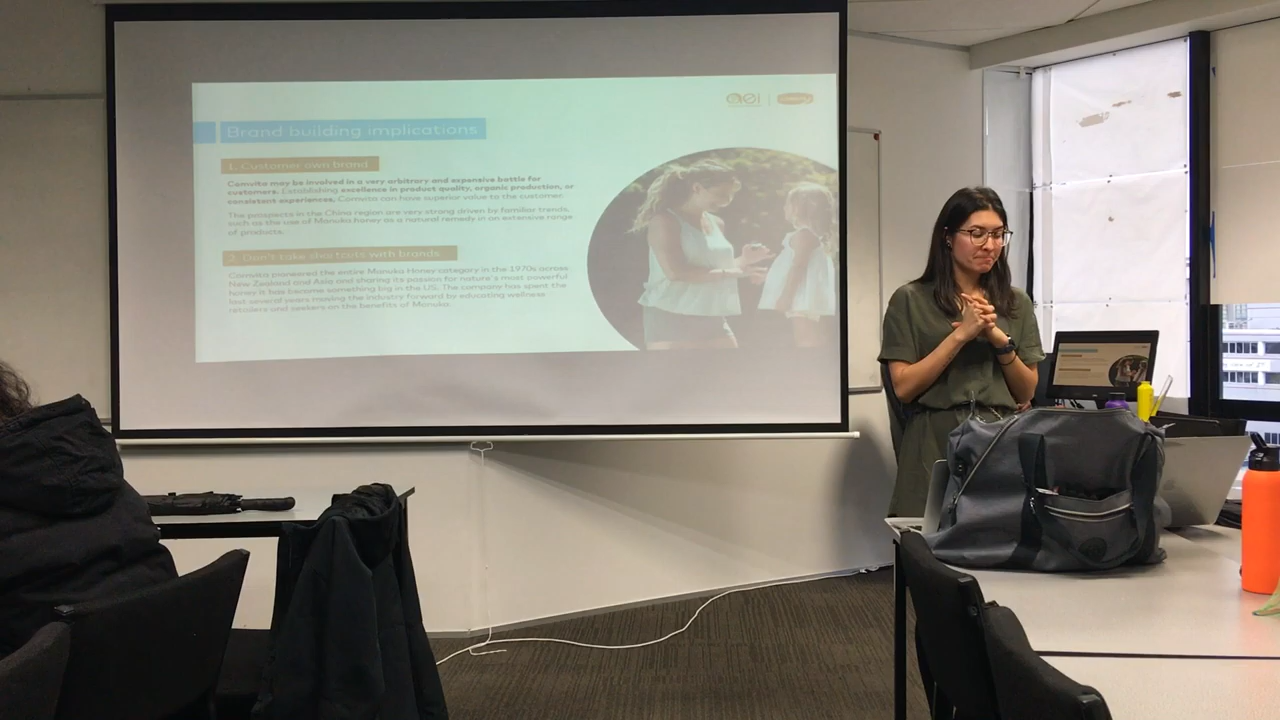 aei
Brand building implications
1. Customer own brand
Comvita may be involved in a very arbitrary and expensive battle for
customers. Establishing excellence in product quality, organic production, or
consistent experiences, Comvita can have superior value to the customer.
The prospects in the China region are very strong driven by familiar trends,
such as the use of Manuka honey as a natural remedy in an extensive range
of products.
2. Don't take shortcuts with brands
Comvita pioneered the entire Manuka Honey category in the 1970s across
New Zealand and Asia and sharing its passion for nature's most powerful
honey it has become something big in the US. The company has spent the
last several years moving the industry forward by educating wellness
retailers and seekers on the benefits of Manuka